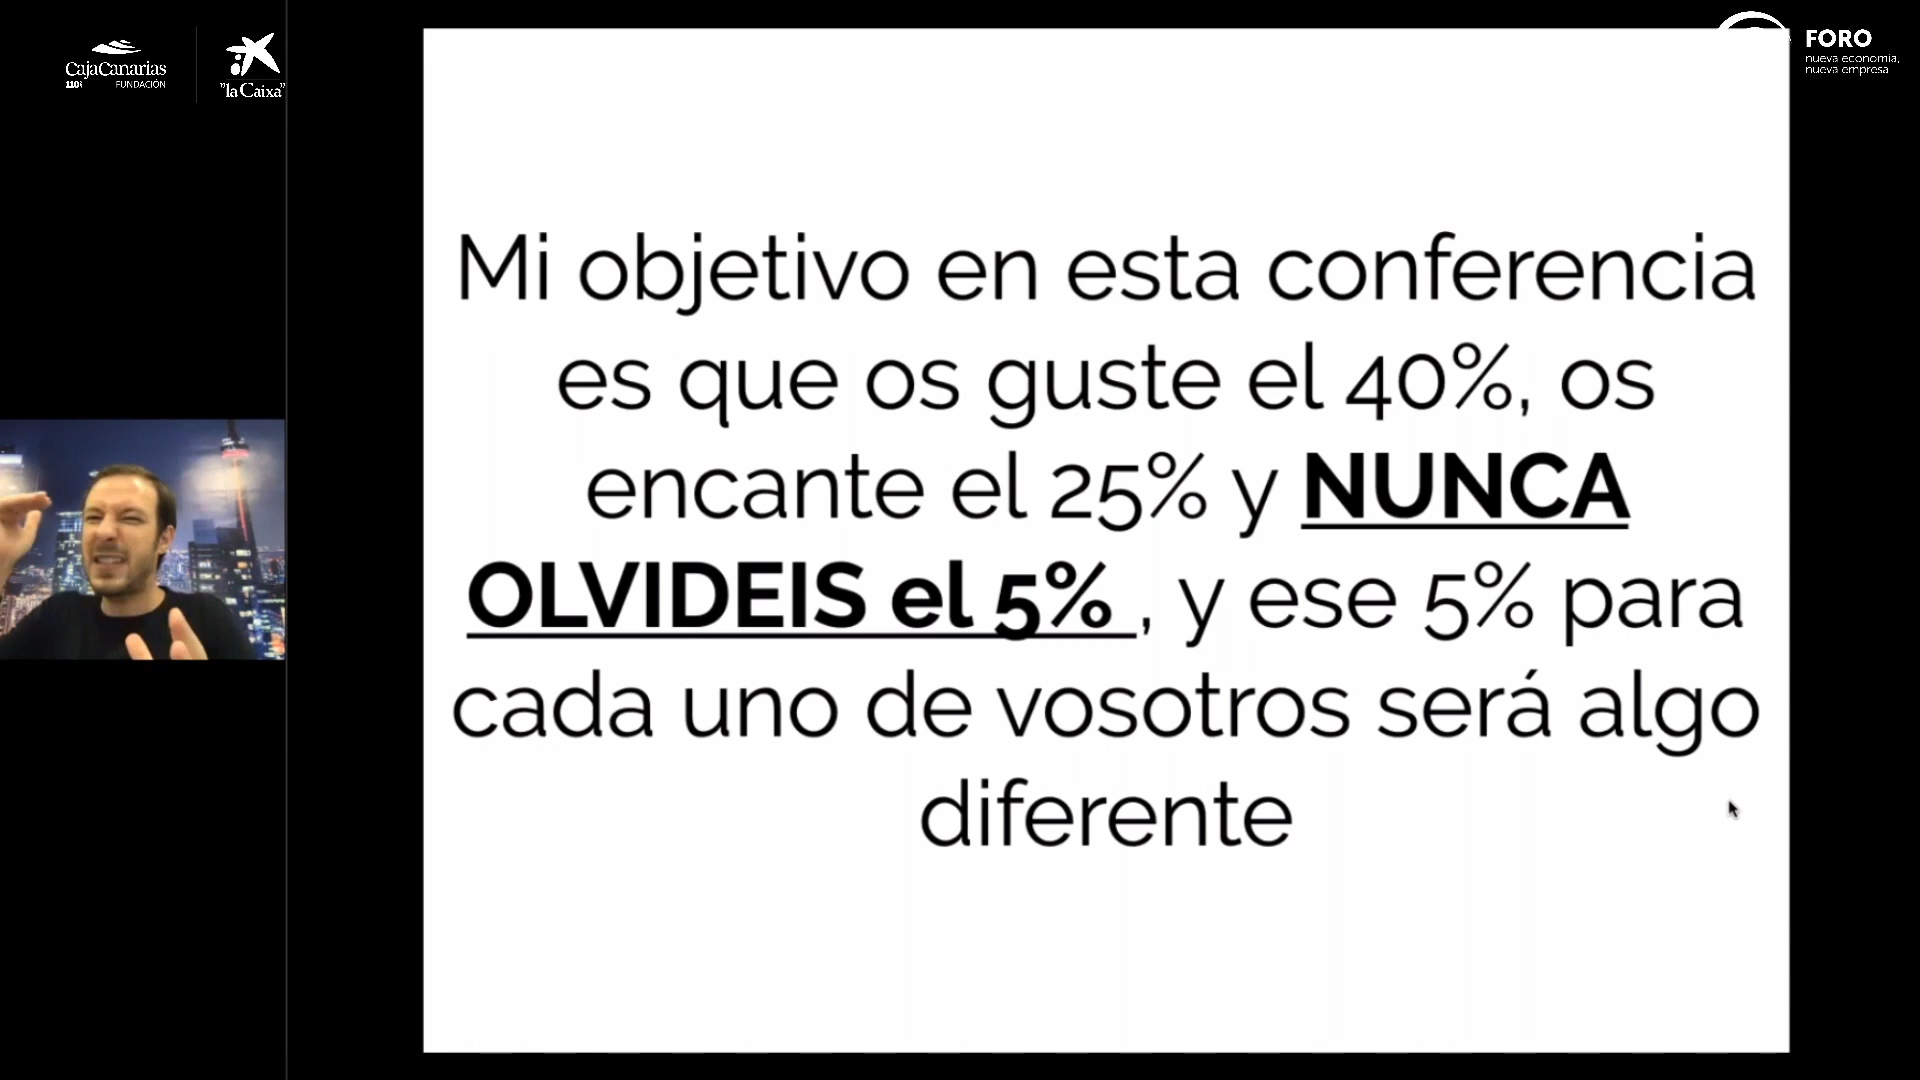 CajaCanarias
FUNDACIÓN
"la Caixa"
FORO
nueva economía,
nueva empresa
Mi objetivo en esta conferencia
es que os guste el 40%, os
encante el 25% y NUNCA
OLVIDEIS el 5% , y ese 5% para
cada uno de vosotros será algo
diferente